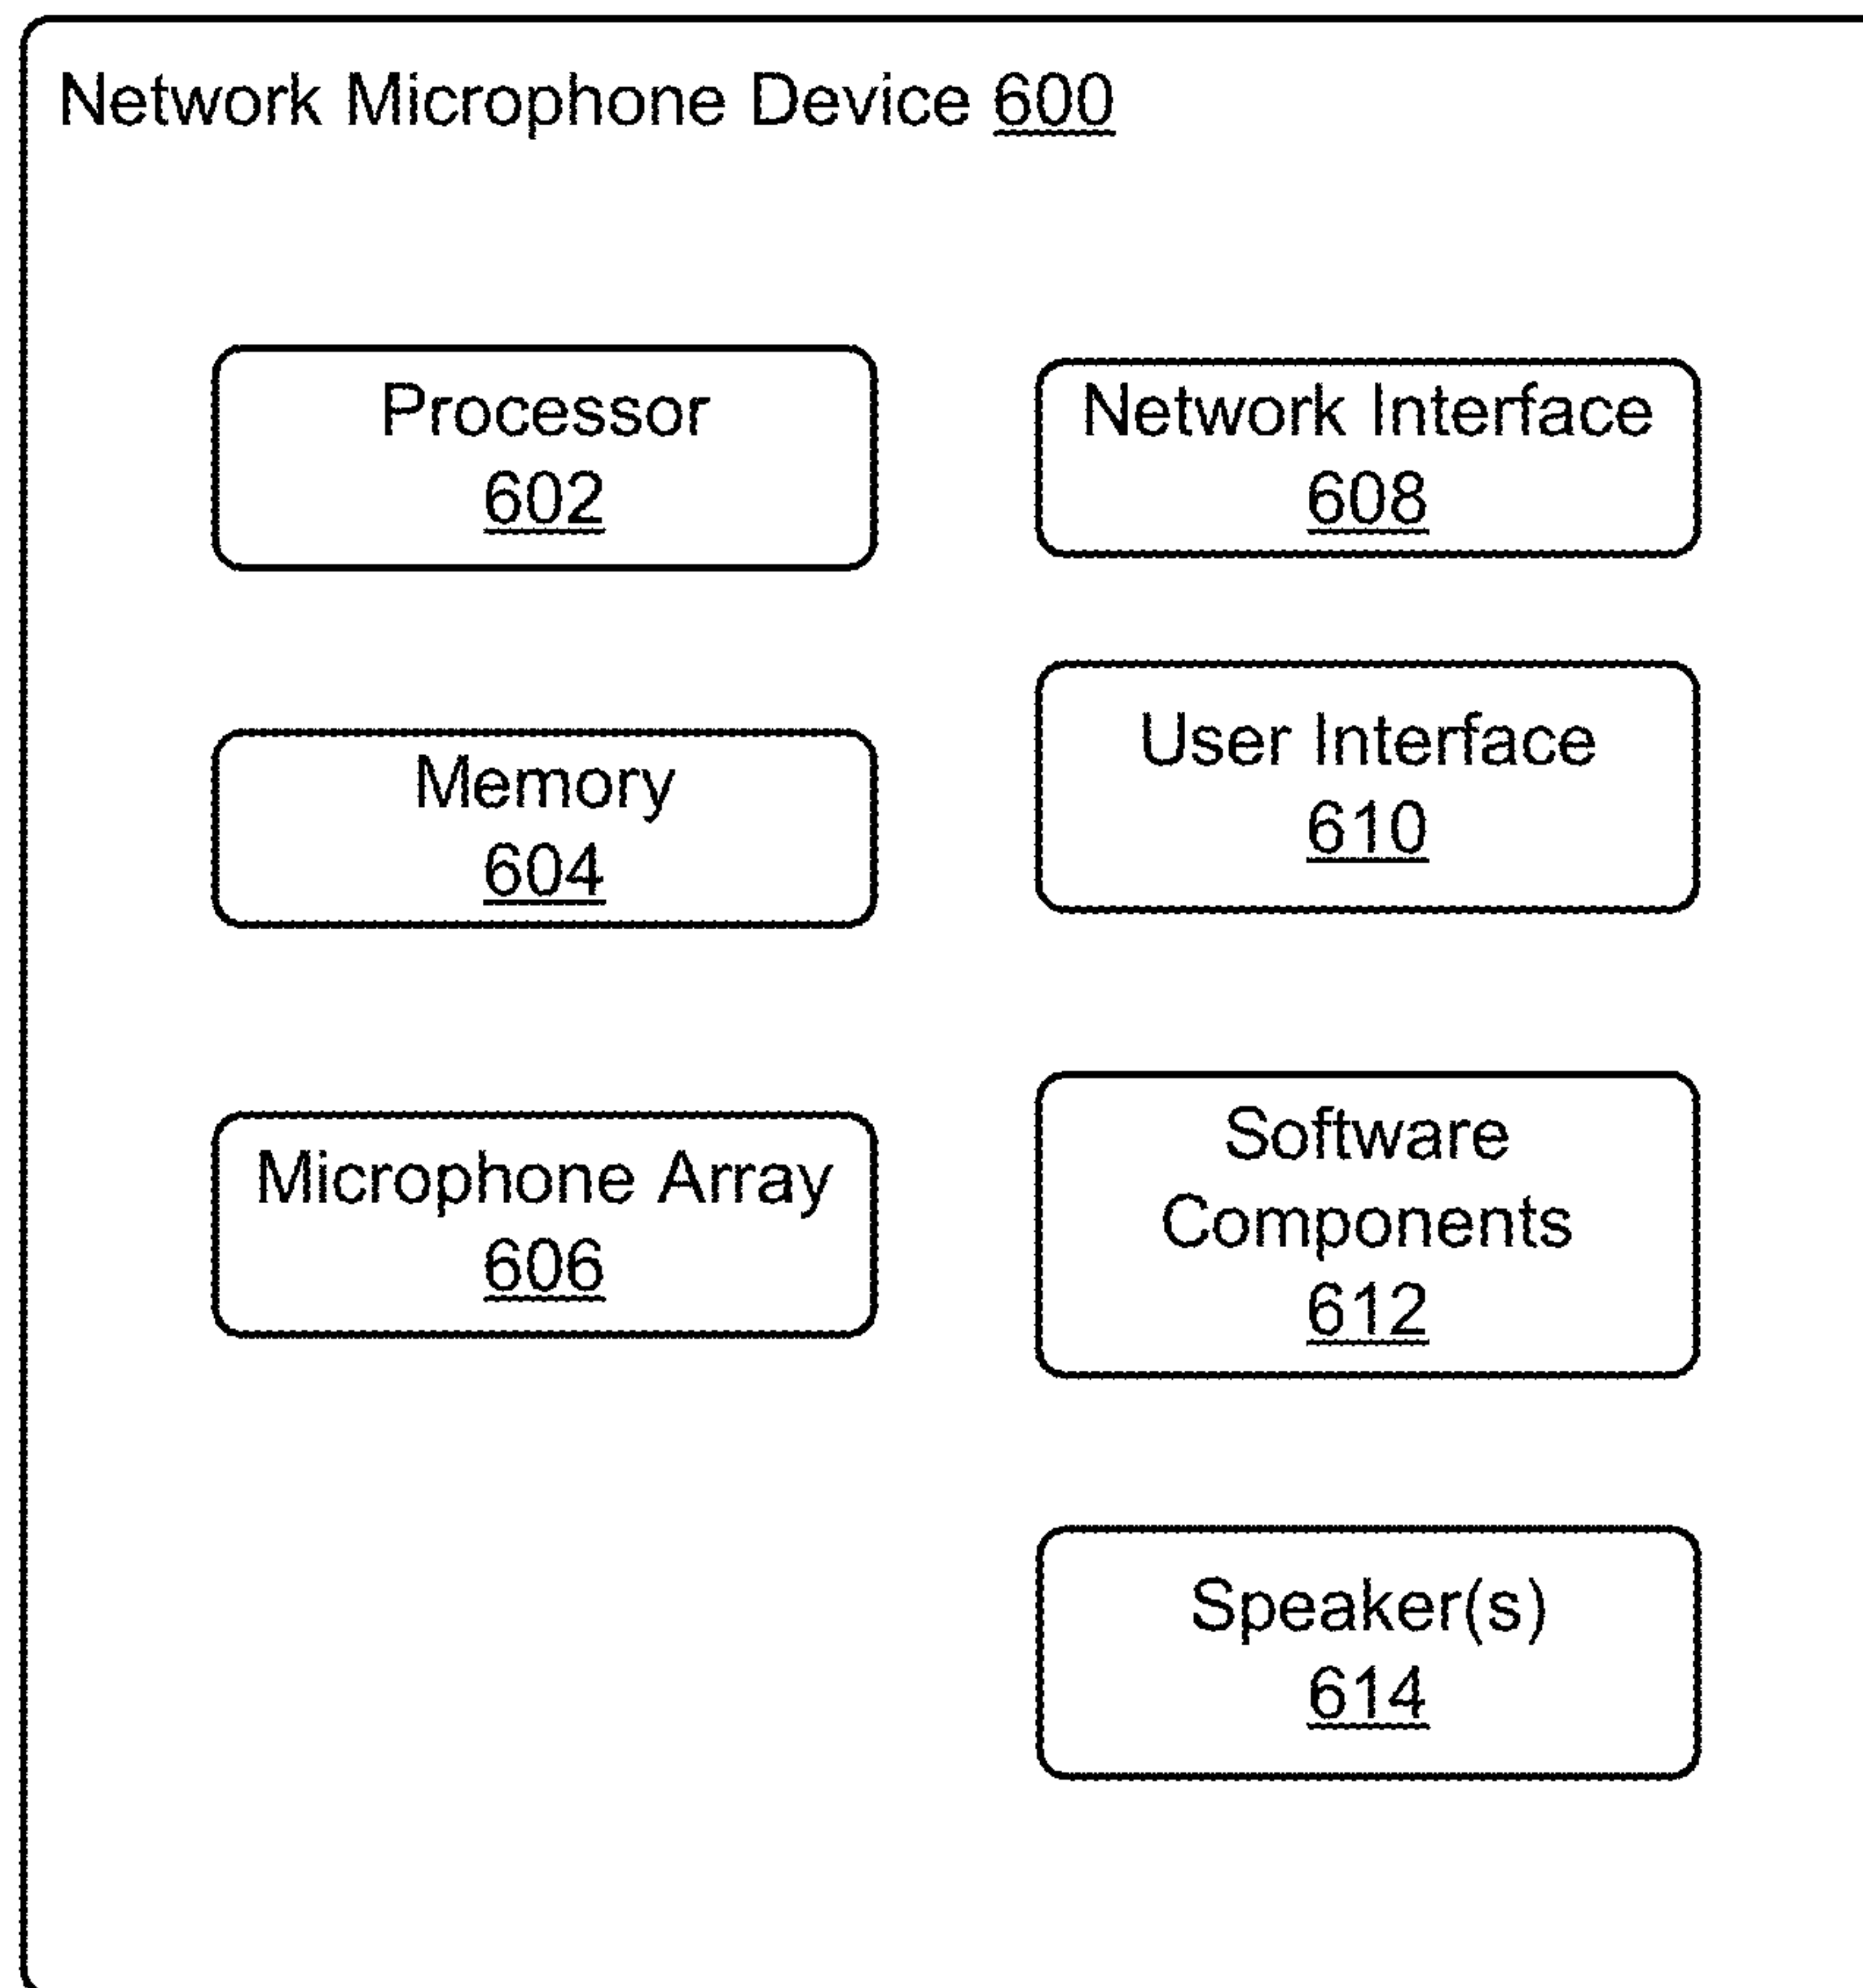 Network Microphone Device 600
Processor
602
Memory
604
Microphone Array
606
Network Interface
608
User Interface
610
Software
Components
612
Speaker(s)
614